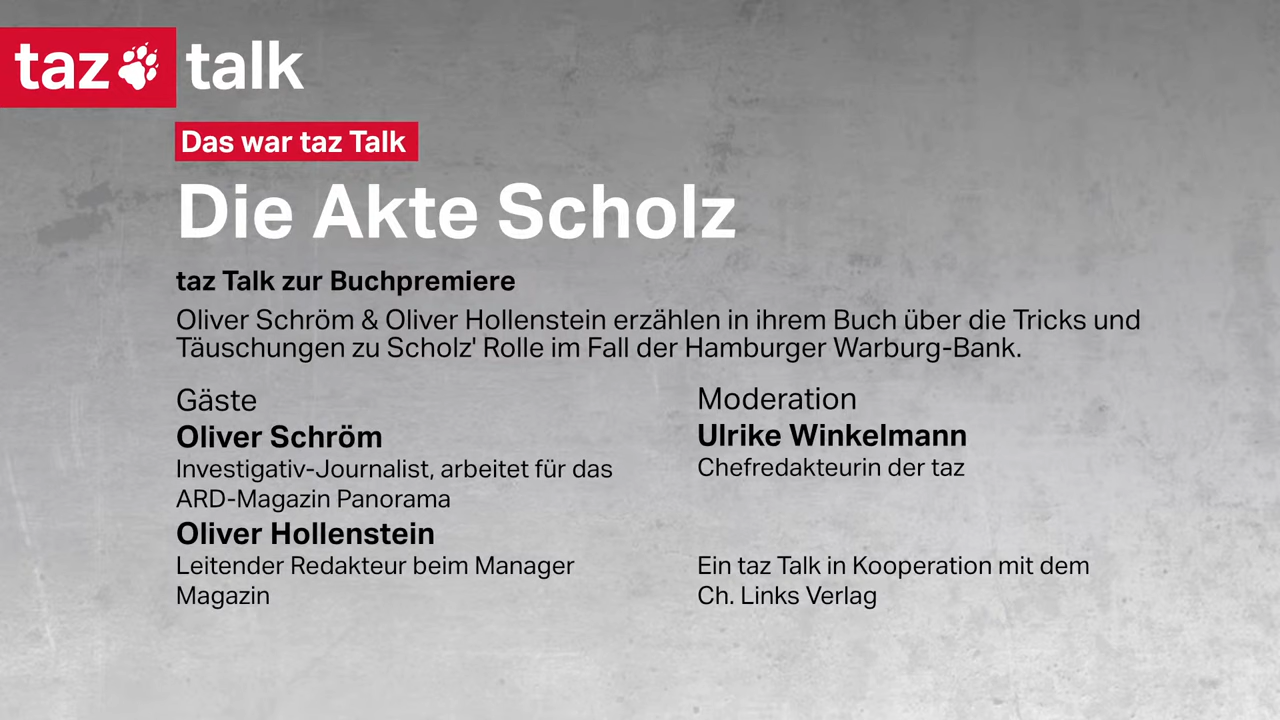 taz talk
Das war taz Talk
Die Akte Scholz
taz Talk zur Buchpremiere
Oliver Schröm & Oliver Hollenstein erzählen in ihrem Buch über die Tricks und
Täuschungen zu Scholz' Rolle im Fall der Hamburger Warburg-Bank.
Gäste
Oliver Schröm
Investigativ-Journalist, arbeitet für das
ARD-Magazin Panorama
Oliver Hollenstein
Leitender Redakteur beim Manager
Magazin
Moderation
Ulrike Winkelmann
Chefredakteurin der taz
Ein taz Talk in Kooperation mit dem
Ch. Links Verlag